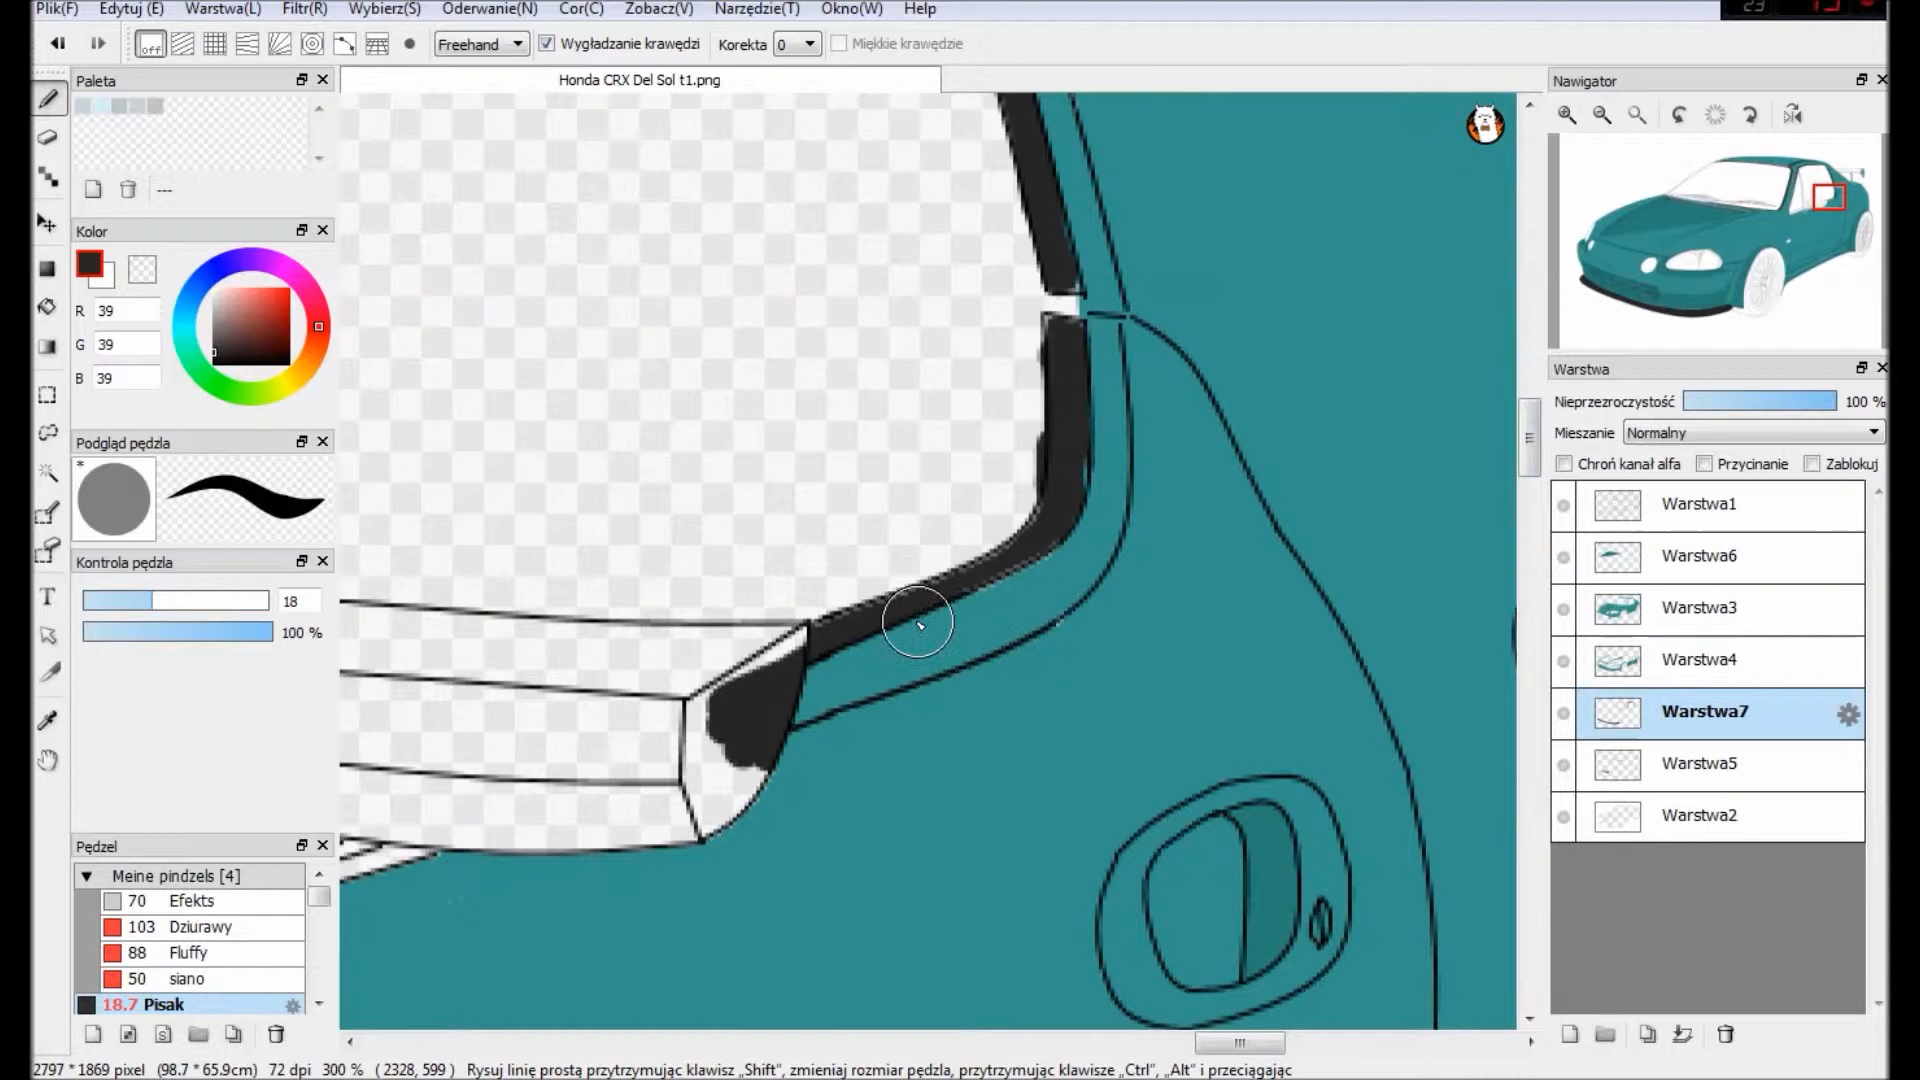 Plik(F) Edytuj (E) Warstwa(L) Filtr(R) Wybierz(S) Oderwanie(N) Cor(C) Zobacz(V) Narzędzie(T) Okno(W) Help
23
off Freehand Wygładzanie krawędzi Korekta 0 Miękkie krawędzie
Paleta
Honda CRX Del Sol t1.png
Nawigator
---
Kolor
R 39
G 39
B 39
Warstwa
Nieprzezroczystość 100 %
Mieszanie Normalny
Chroń kanał alfa Przycinanie Zablokuj
Podgląd pędzla
*
Warstwa1
Warstwa6
Warstwa3
Warstwa4
Warstwa7
Warstwa5
Warstwa2
Kontrola pędzla
18
100 %
Pędzel
Meine pindzels [4]
70 Efekts
103 Dziurawy
88 Fluffy
50 siano
18.7 Pisak
T
S
2797 * 1869 pixel (98.7 * 65.9cm) 72 dpi 300 % ( 2328, 599 ) Rysuj linię prostą przytrzymując klawisz „Shift", zmieniaj rozmiar pędzla, przytrzymując klawisze „Ctrl", „Alt" i przeciągając